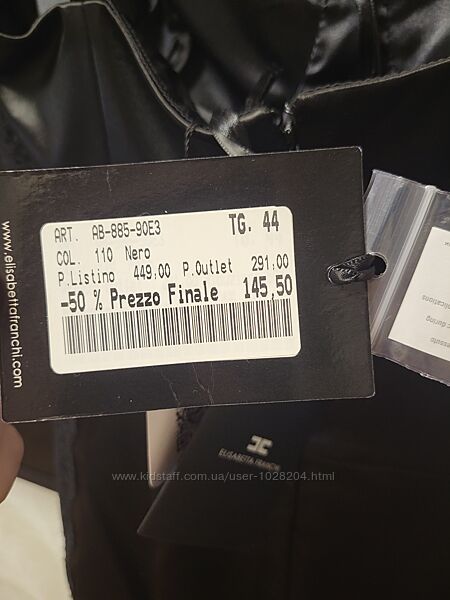 ART. AB-885-90E3 TG. 44
COL. 110 Nero
P.Listino 449,00 P.Outlet 291,00
-50 % Prezzo Finale 145,50
www.elisabettafranchi.com
ELISABETTA FRANCHI
www.kidstaff.com.ua/user-1028204.html